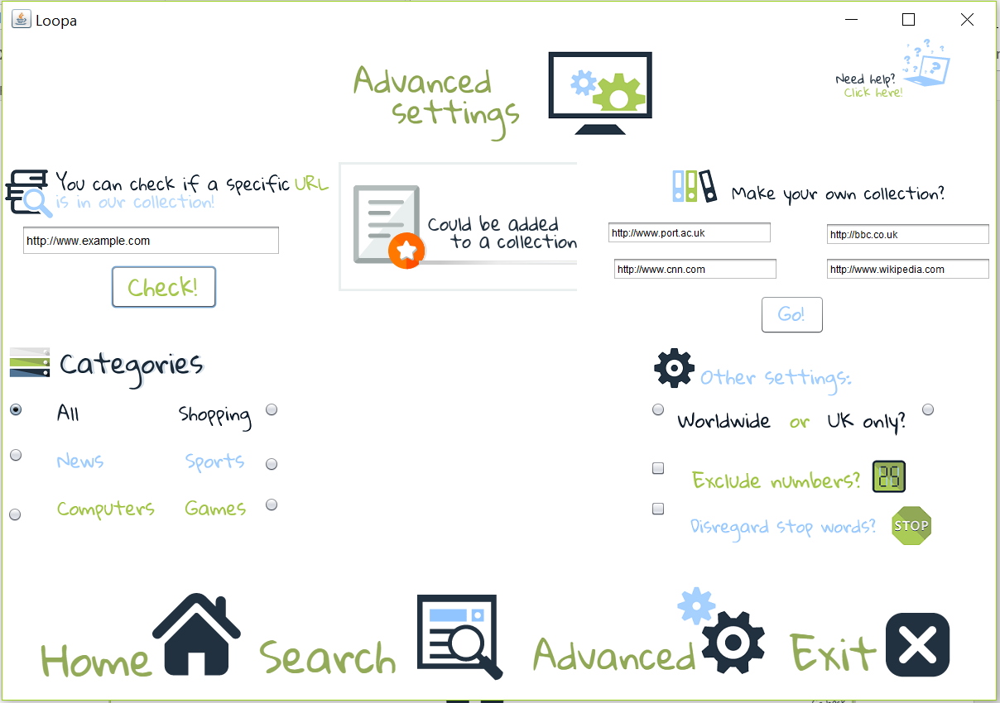 Loopa
Advanced
settings
Need help?
Click here!
You can check if a specific URL
is in our collection!
http://www.example.com
Check!
Could be added
to a collection
Make your own collection?
http://www.port.ac.uk
http://bbc.co.uk
http://www.cnn.com
http://www.wikipedia.com
Go!
Categories
All
Shopping
News
Sports
Computers
Games
Other settings:
Worldwide or UK only?
Exclude numbers?
25
Disregard stop words?
STOP
Home
Search
Advanced
Exit